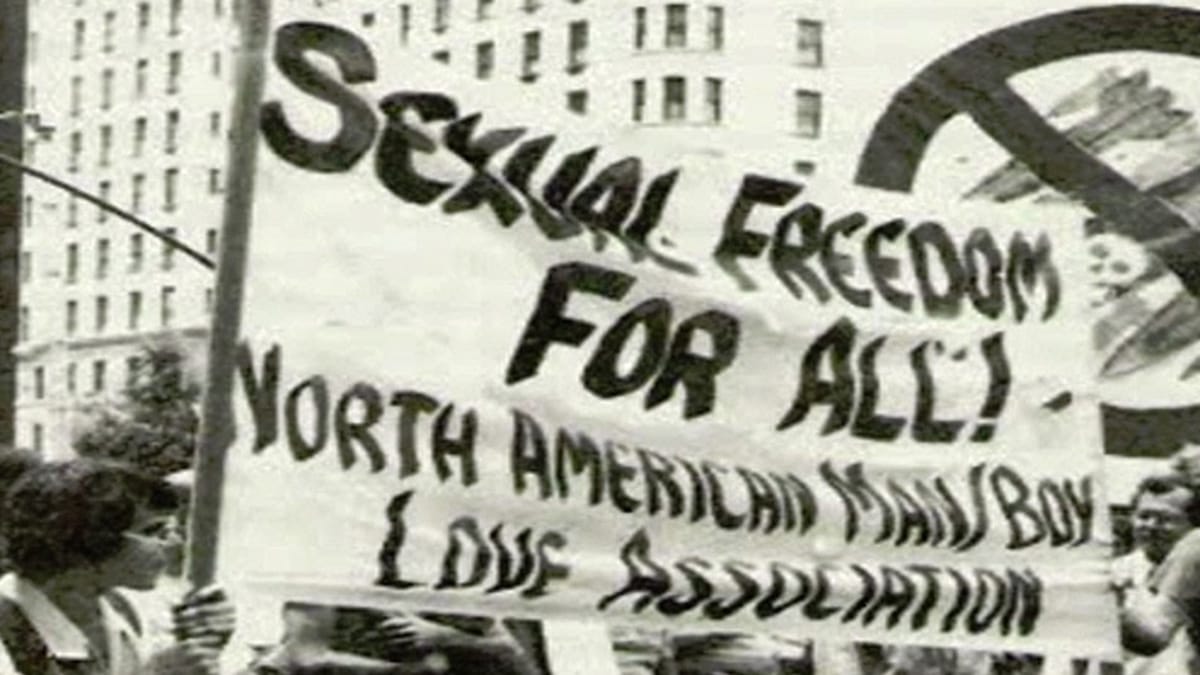 SEXUAL FREEDOM
FOR ALL!
NORTH AMERICAN MAN/BOY
LOVE ASSOCIATION